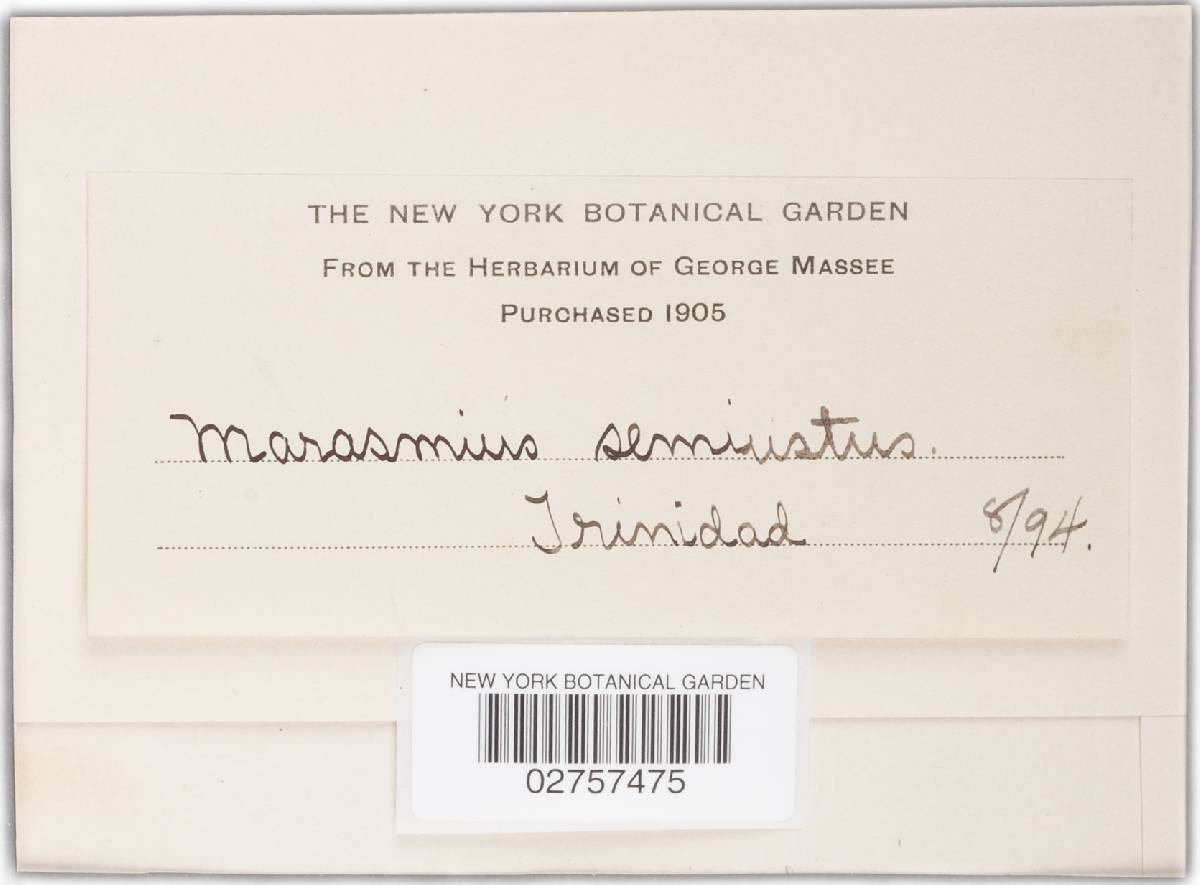 THE NEW YORK BOTANICAL GARDEN
FROM THE HERBARIUM OF GEORGE MASSEE
PURCHASED 1905
Marasmius semiustus.
Trinidad 8/94.
NEW YORK BOTANICAL GARDEN
02757475